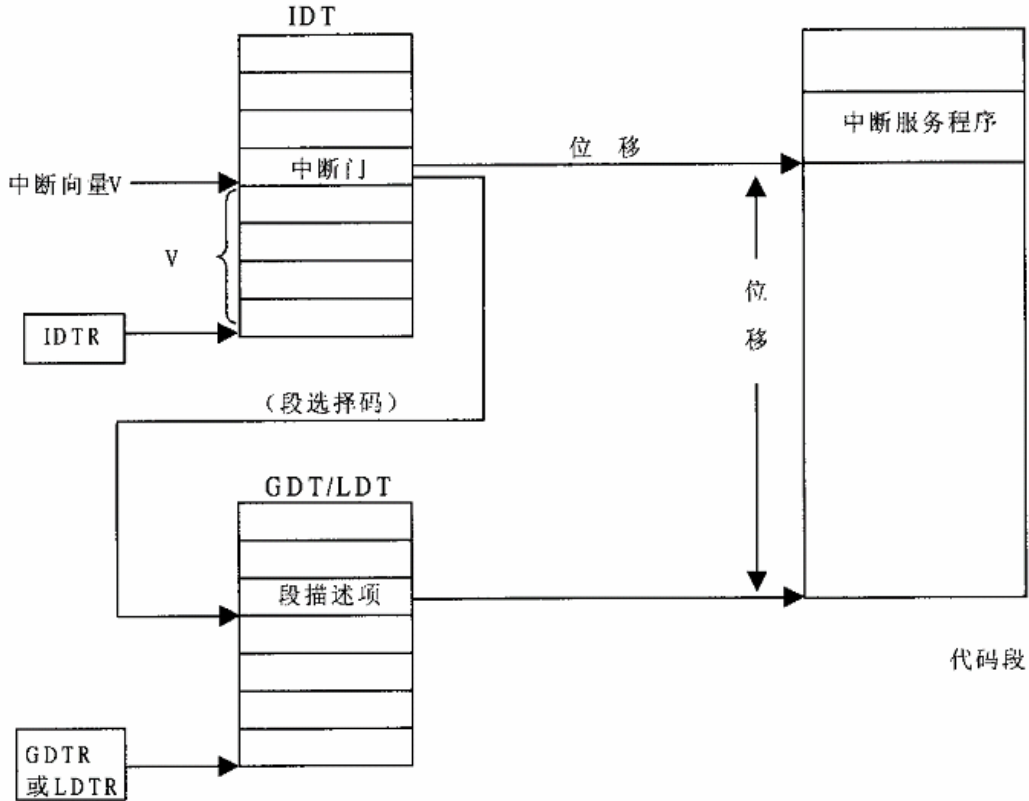 IDT
中断服务程序
位 移
中断门
中断向量V
V
位
移
IDTR
(段选择码)
GDT/LDT
段描述项
代码段
GDTR
或LDTR